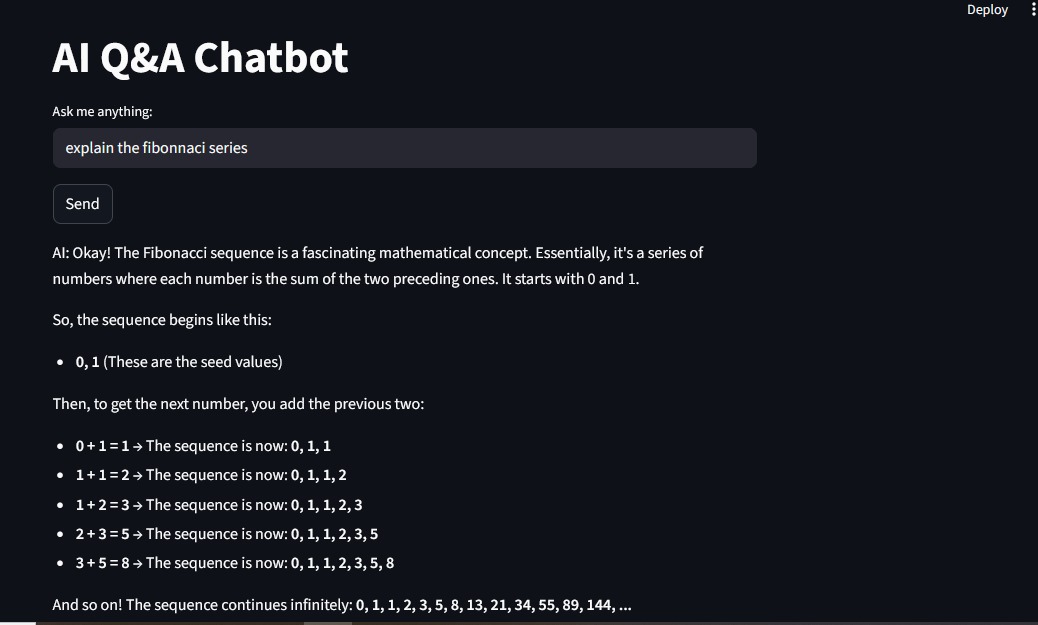 Deploy
AI Q&A Chatbot
Ask me anything:
explain the fibonnaci series
Send
AI: Okay! The Fibonacci sequence is a fascinating mathematical concept. Essentially, it's a series of
numbers where each number is the sum of the two preceding ones. It starts with 0 and 1.
So, the sequence begins like this:
• 0, 1 (These are the seed values)
Then, to get the next number, you add the previous two:
• 0 + 1 = 1 → The sequence is now: 0, 1, 1
• 1 + 1 = 2 → The sequence is now: 0, 1, 1, 2
• 1 + 2 = 3 → The sequence is now: 0, 1, 1, 2, 3
• 2 + 3 = 5 → The sequence is now: 0, 1, 1, 2, 3, 5
• 3 + 5 = 8 → The sequence is now: 0, 1, 1, 2, 3, 5, 8
And so on! The sequence continues infinitely: 0, 1, 1, 2, 3, 5, 8, 13, 21, 34, 55, 89, 144, ...